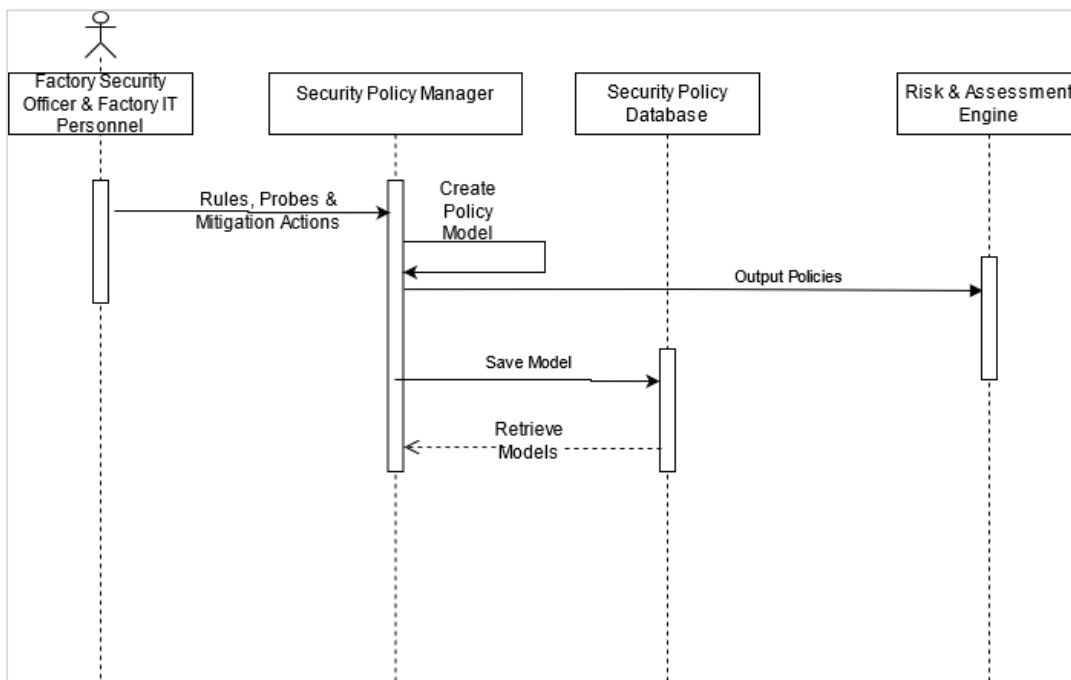 Factory Security
Officer & Factory IT
Personnel
Security Policy Manager
Security Policy
Database
Risk & Assessment
Engine
Rules, Probes &
Mitigation Actions
Create
Policy
Model
Output Policies
Save Model
Retrieve
Models